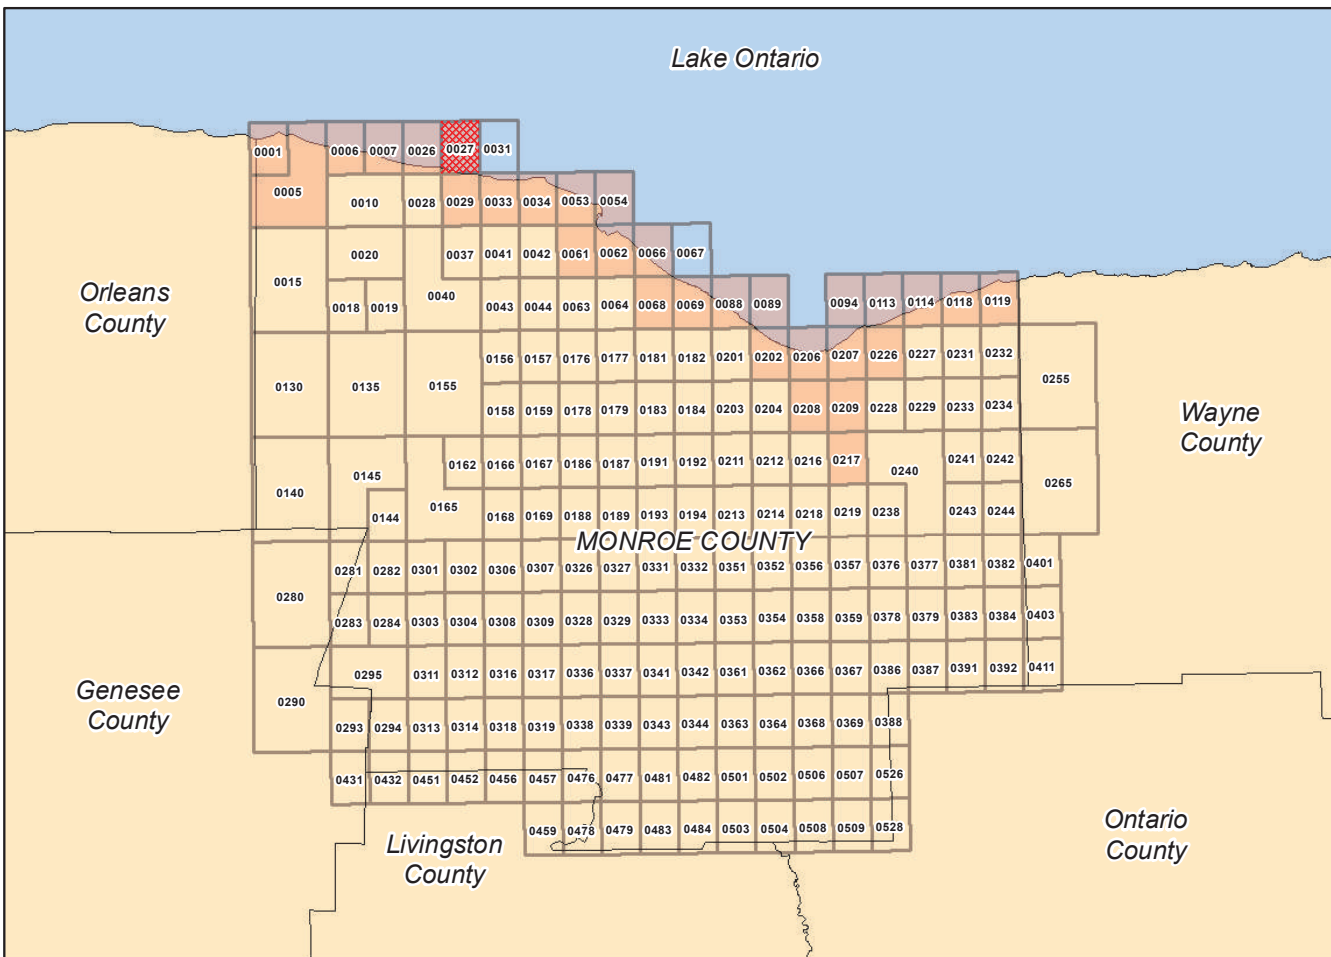 Lake Ontario
0001 0006 0007 0026 0027 0031
0005 0010 0028 0029 0033 0034 0053 0054
0015 0020 0037 0041 0042 0061 0062 0066 0067
Orleans
County
0018 0019 0040 0043 0044 0063 0064 0068 0069 0088 0089 0094 0113 0114 0118 0119
0130 0135 0155 0156 0157 0176 0177 0181 0182 0201 0202 0206 0207 0226 0227 0231 0232 0255
0158 0159 0178 0179 0183 0184 0203 0204 0208 0209 0228 0229 0233 0234
Wayne
County
0140 0145 0162 0166 0167 0186 0187 0191 0192 0211 0212 0216 0217 0240 0241 0242 0265
0144 0165 0168 0169 0188 0189 0193 0194 0213 0214 0218 0219 0238 0243 0244
MONROE COUNTY
0280 0281 0282 0301 0302 0306 0307 0326 0327 0331 0332 0351 0352 0356 0357 0376 0377 0381 0382 0401
0283 0284 0303 0304 0308 0309 0328 0329 0333 0334 0353 0354 0358 0359 0378 0379 0383 0384 0403
0290 0295 0311 0312 0316 0317 0336 0337 0341 0342 0361 0362 0366 0367 0386 0387 0391 0392 0411
Genesee
County
0293 0294 0313 0314 0318 0319 0338 0339 0343 0344 0363 0364 0368 0369 0388
0431 0432 0451 0452 0456 0457 0476 0477 0481 0482 0501 0502 0506 0507 0526
0459 0478 0479 0483 0484 0503 0504 0508 0509 0528
Livingston
County
Ontario
County